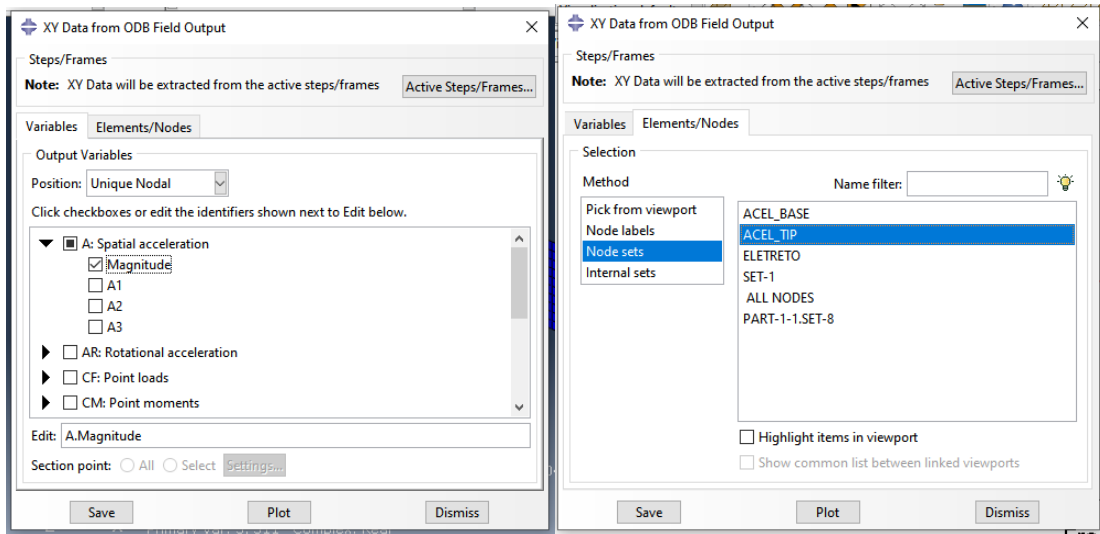 XY Data from ODB Field Output
Steps/Frames
Note: XY Data will be extracted from the active steps/frames
Active Steps/Frames...
Variables
Elements/Nodes
Output Variables
Position: Unique Nodal
Click checkboxes or edit the identifiers shown next to Edit below.
A: Spatial acceleration
Magnitude
A1
A2
A3
AR: Rotational acceleration
CF: Point loads
CM: Point moments
Edit: A.Magnitude
Section point: All Select Settings...
Save
Plot
Dismiss
XY Data from ODB Field Output
Steps/Frames
Note: XY Data will be extracted from the active steps/frames
Active Steps/Frames...
Variables
Elements/Nodes
Selection
Method
Name filter:
Pick from viewport
Node labels
Node sets
Internal sets
ACEL_BASE
ACEL_TIP
ELETRETO
SET-1
ALL NODES
PART-1-1.SET-8
Highlight items in viewport
Show common list between linked viewports
Save
Plot
Dismiss